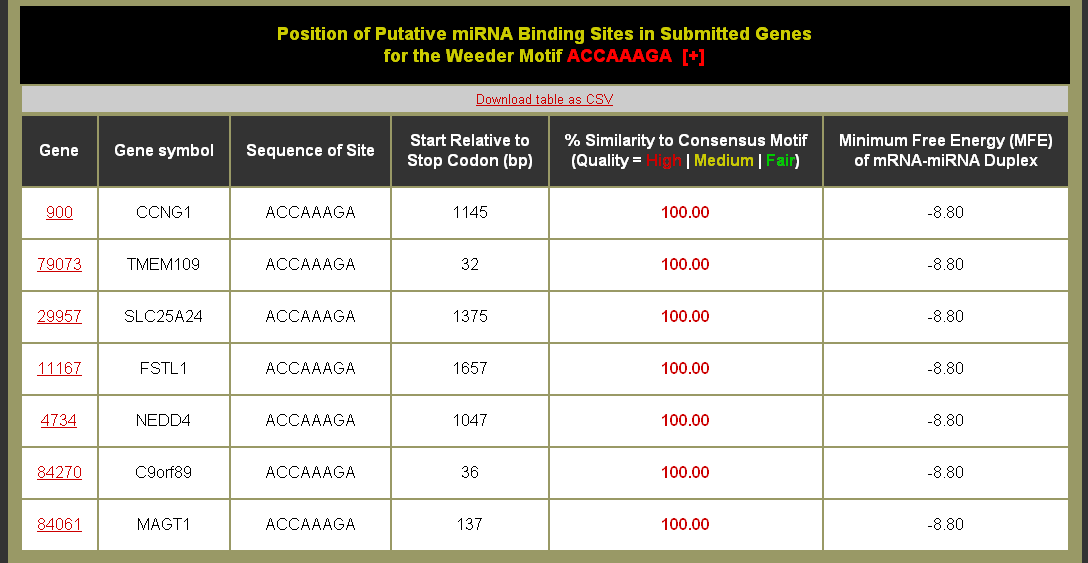 Position of Putative miRNA Binding Sites in Submitted Genes
for the Weeder Motif ACCAAAGA [+]
Download table as CSV
Gene Gene symbol Sequence of Site Start Relative to Stop Codon (bp) % Similarity to Consensus Motif (Quality = High | Medium | Fair) Minimum Free Energy (MFE) of mRNA-miRNA Duplex
900 CCNG1 ACCAAAGA 1145 100.00 -8.80
79073 TMEM109 ACCAAAGA 32 100.00 -8.80
29957 SLC25A24 ACCAAAGA 1375 100.00 -8.80
11167 FSTL1 ACCAAAGA 1657 100.00 -8.80
4734 NEDD4 ACCAAAGA 1047 100.00 -8.80
84270 C9orf89 ACCAAAGA 36 100.00 -8.80
84061 MAGT1 ACCAAAGA 137 100.00 -8.80